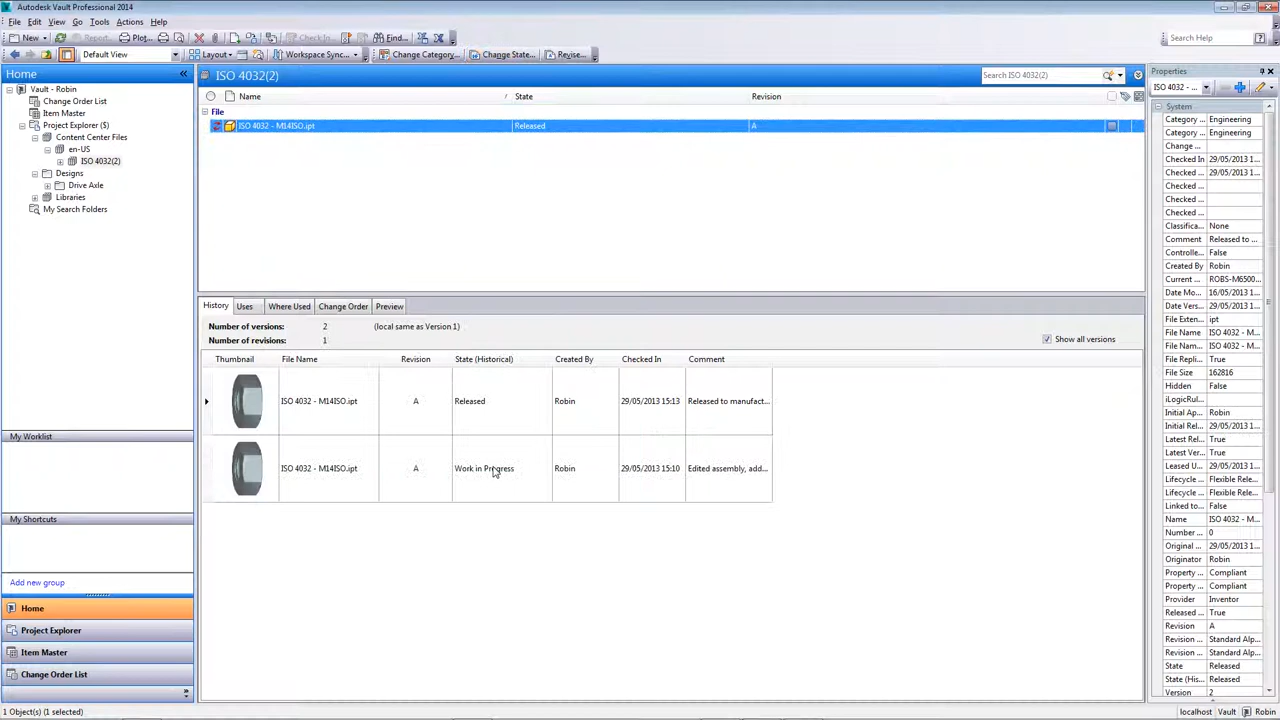 Autodesk Vault Professional 2014
File Edit View Go Tools Actions Help
New Report... Plot... Check In... Find...
Search Help
Default View Layout Workspace Sync... Change Category... Change State... Revise...
Home
Vault - Robin
Change Order List
Item Master
Project Explorer ($)
Content Center Files
en-US
ISO 4032(2)
Designs
Drive Axle
Libraries
My Search Folders
My Worklist
My Shortcuts
Add new group
Home
Project Explorer
Item Master
Change Order List
ISO 4032(2)
Search ISO 4032(2)
Name State Revision
File
ISO 4032 - M14ISO.ipt Released A
History Uses Where Used Change Order Preview
Number of versions: 2 (local same as Version 1)
Number of revisions: 1
Show all versions
Thumbnail File Name Revision State (Historical) Created By Checked In Comment
ISO 4032 - M14ISO.ipt A Released Robin 29/05/2013 15:13 Released to manufact...
ISO 4032 - M14ISO.ipt A Work in Progress Robin 29/05/2013 15:10 Edited assembly, add...
Properties
ISO 4032 - ...
System
Category ... Engineering
Category ... Engineering
Change ...
Checked In 29/05/2013 1...
Checked ... 29/05/2013 1...
Checked ...
Checked ...
Checked ...
Classifica... None
Comment Released to ...
Controlle... False
Created By Robin
Current ... ROBS-M6500
Date Mo... 16/05/2013 1...
Date Vers... 29/05/2013 1...
File Exten... ipt
File Name ISO 4032 - M...
File Nam... ISO 4032 - M...
File Repli... True
File Size 162816
Hidden False
iLogicRul...
Initial Ap... Robin
Initial Rel... 29/05/2013 1...
Latest Rel... True
Latest Ver... True
Leased U... 29/05/2013 1...
Lifecycle ... Flexible Rele...
Lifecycle ... Flexible Rele...
Linked to... False
Name ISO 4032 - M...
Number ... 0
Original ... 29/05/2013 1...
Originator Robin
Property ... Compliant
Property ... Compliant
Provider Inventor
Released ... True
Revision A
Revision ... Standard Alp...
Revision ... Standard Alp...
State Released
State (His... Released
Version 2
1 Object(s) (1 selected)
localhost Vault Robin